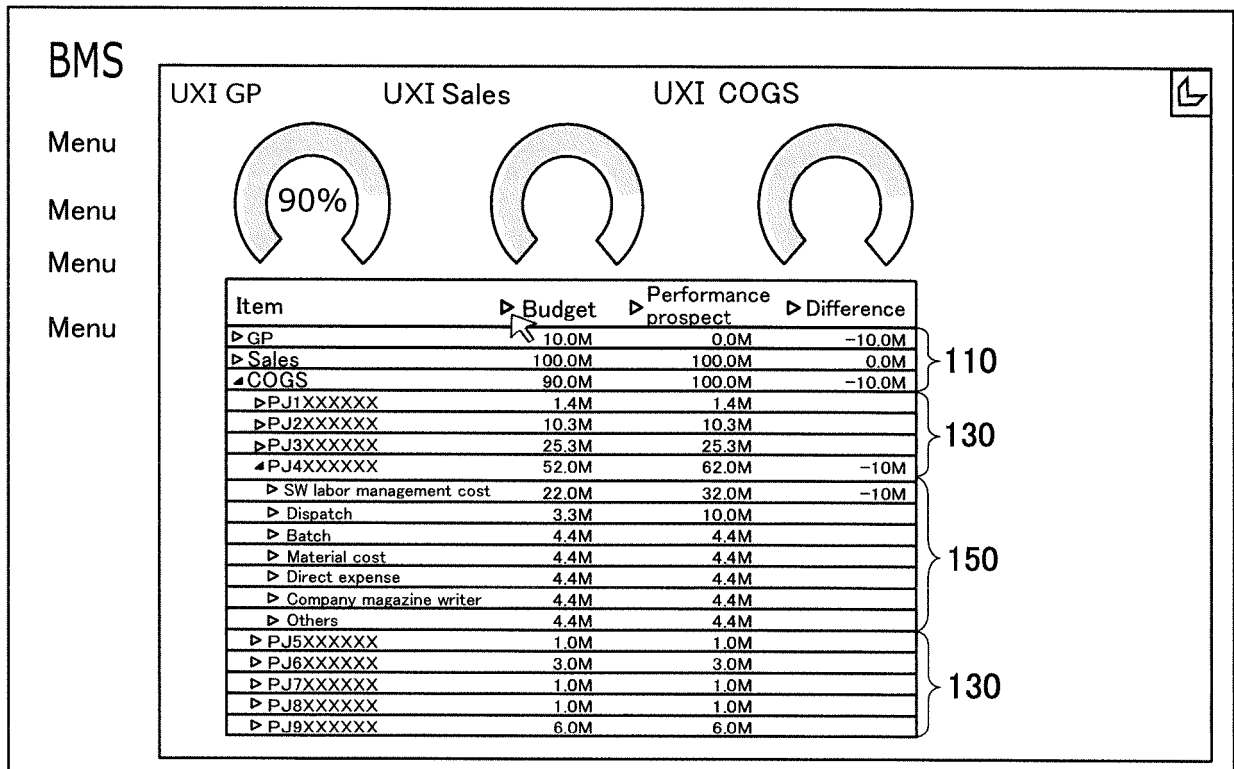 BMS
Menu
Menu
Menu
Menu
UXI GP UXI Sales UXI COGS
90%
Item Budget Performance prospect Difference
GP 10.0M 0.0M -10.0M
Sales 100.0M 100.0M 0.0M
COGS 90.0M 100.0M -10.0M
110
PJ1XXXXXX 1.4M 1.4M
PJ2XXXXXX 10.3M 10.3M
PJ3XXXXXX 25.3M 25.3M
PJ4XXXXXX 52.0M 62.0M -10M
130
SW labor management cost 22.0M 32.0M -10M
Dispatch 3.3M 10.0M
Batch 4.4M 4.4M
Material cost 4.4M 4.4M
Direct expense 4.4M 4.4M
Company magazine writer 4.4M 4.4M
Others 4.4M 4.4M
150
PJ5XXXXXX 1.0M 1.0M
PJ6XXXXXX 3.0M 3.0M
PJ7XXXXXX 1.0M 1.0M
PJ8XXXXXX 1.0M 1.0M
PJ9XXXXXX 6.0M 6.0M
130